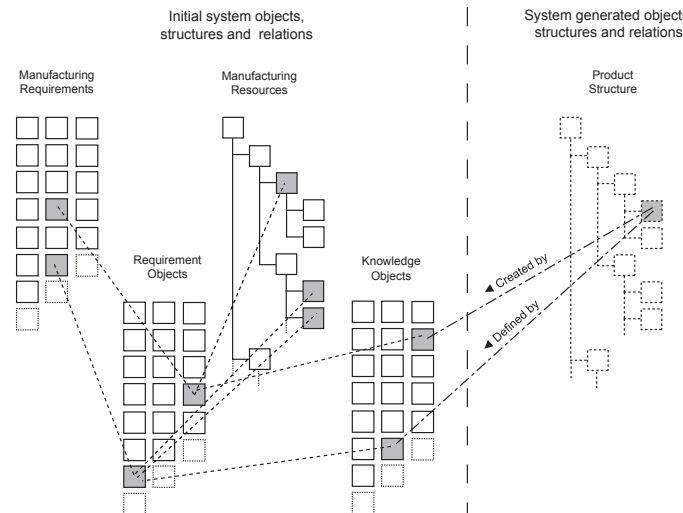 Initial system objects,
structures and relations
System generated object
structures and relations
Manufacturing
Requirements
Manufacturing
Resources
Product
Structure
Requirement
Objects
Knowledge
Objects
Created by
Defined by